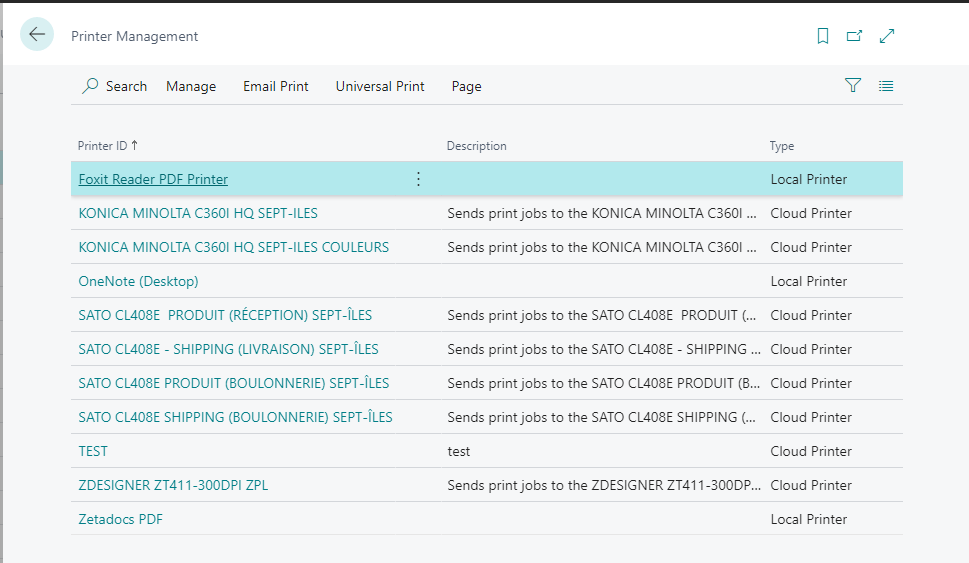 Printer Management
Search Manage Email Print Universal Print Page
Printer ID ↑ Description Type
Foxit Reader PDF Printer Local Printer
KONICA MINOLTA C360I HQ SEPT-ILES Sends print jobs to the KONICA MINOLTA C360I ... Cloud Printer
KONICA MINOLTA C360I HQ SEPT-ILES COULEURS Sends print jobs to the KONICA MINOLTA C360I ... Cloud Printer
OneNote (Desktop) Local Printer
SATO CL408E  PRODUIT (RÉCEPTION) SEPT-ÎLES Sends print jobs to the SATO CL408E  PRODUIT (... Cloud Printer
SATO CL408E - SHIPPING (LIVRAISON) SEPT-ÎLES Sends print jobs to the SATO CL408E - SHIPPING ... Cloud Printer
SATO CL408E PRODUIT (BOULONNERIE) SEPT-ÎLES Sends print jobs to the SATO CL408E PRODUIT (B... Cloud Printer
SATO CL408E SHIPPING (BOULONNERIE) SEPT-ÎLES Sends print jobs to the SATO CL408E SHIPPING (... Cloud Printer
TEST test Cloud Printer
ZDESIGNER ZT411-300DPI ZPL Sends print jobs to the ZDESIGNER ZT411-300DP... Cloud Printer
Zetadocs PDF Local Printer